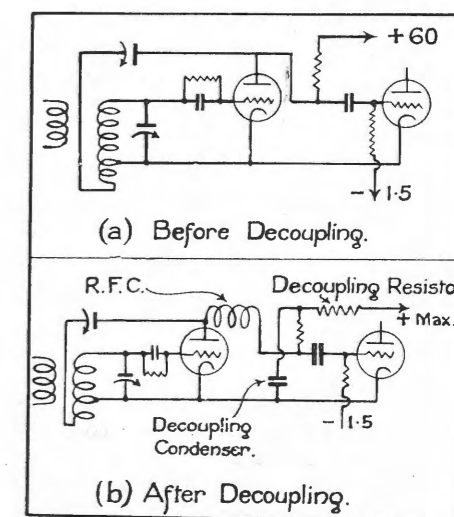 +60
- 1.5
(a) Before Decoupling.
R.F.C.
Decoupling Resisto
+ Max.
Decoupling
Condenser.
- 1.5
(b) After Decoupling.